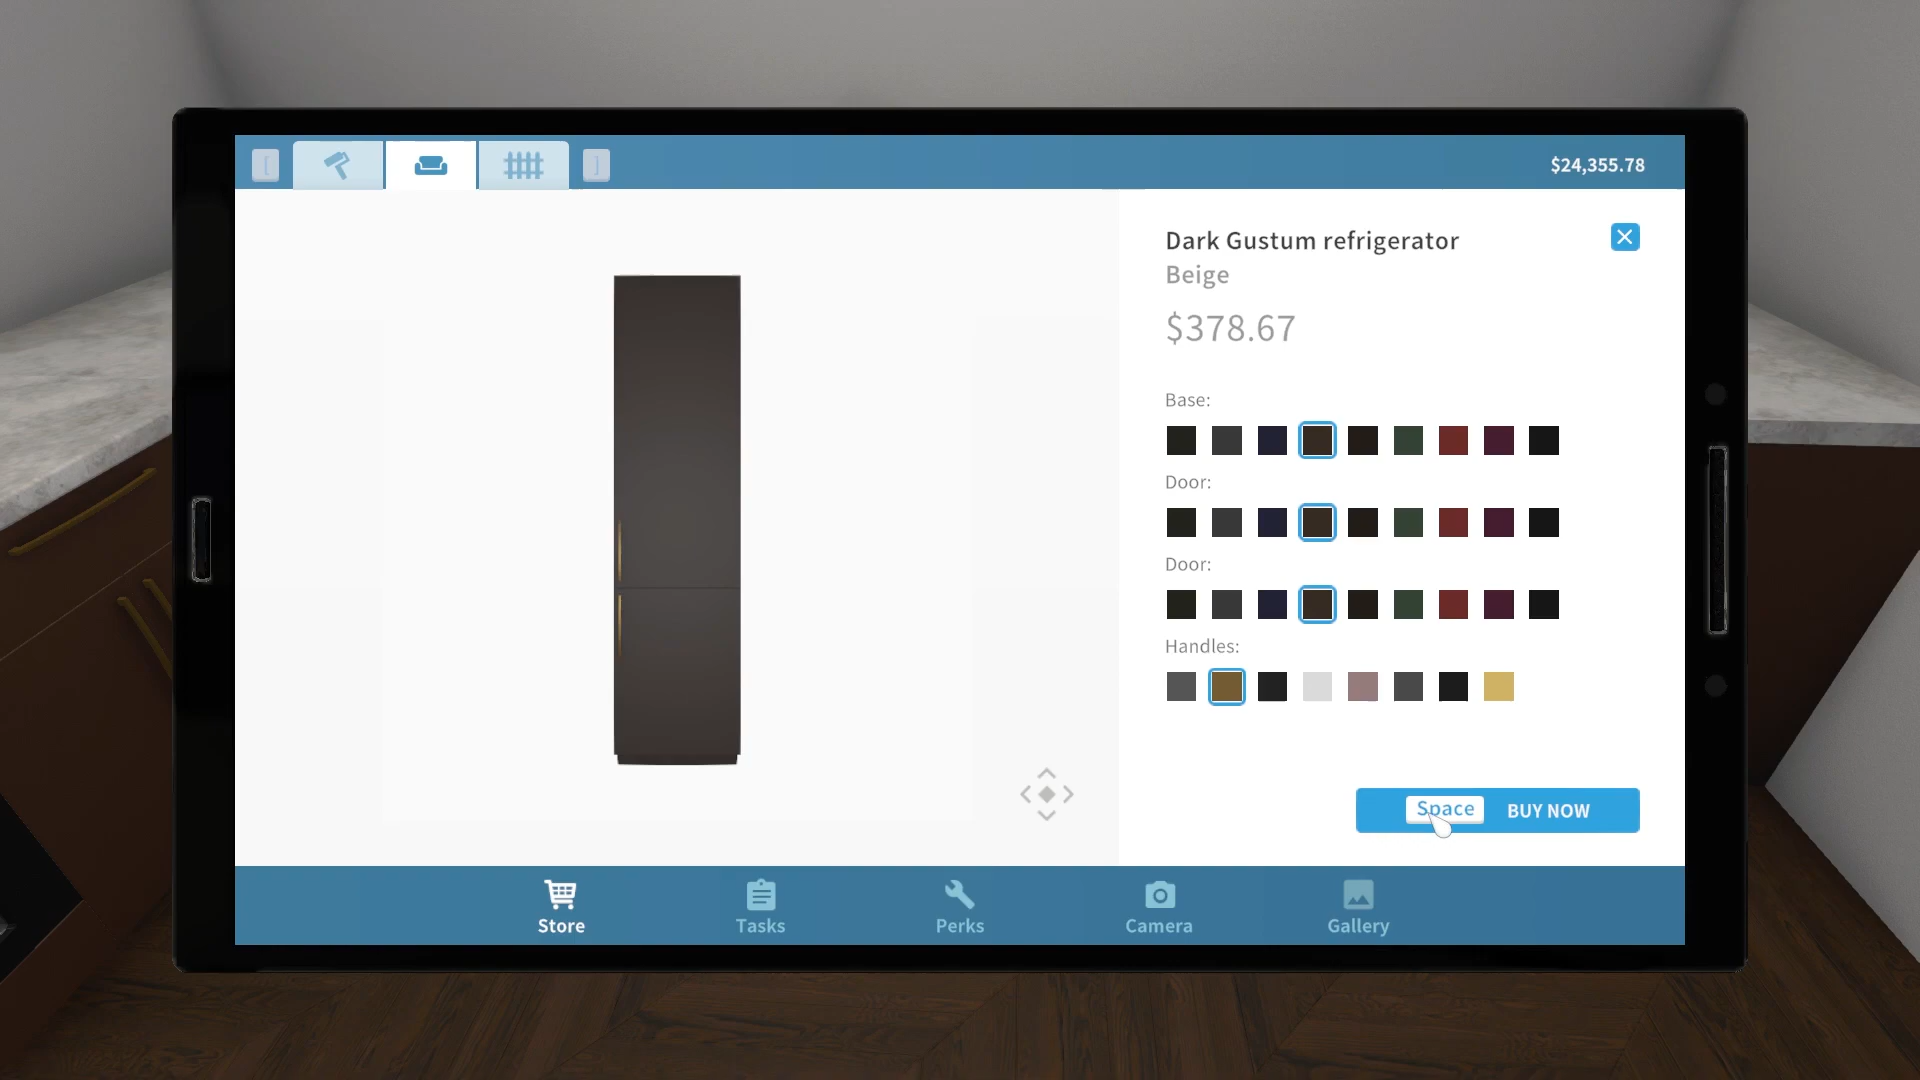 [
]
$24,355.78
Dark Gustum refrigerator
Beige
$378.67
Base:
Door:
Door:
Handles:
Space BUY NOW
Store
Tasks
Perks
Camera
Gallery